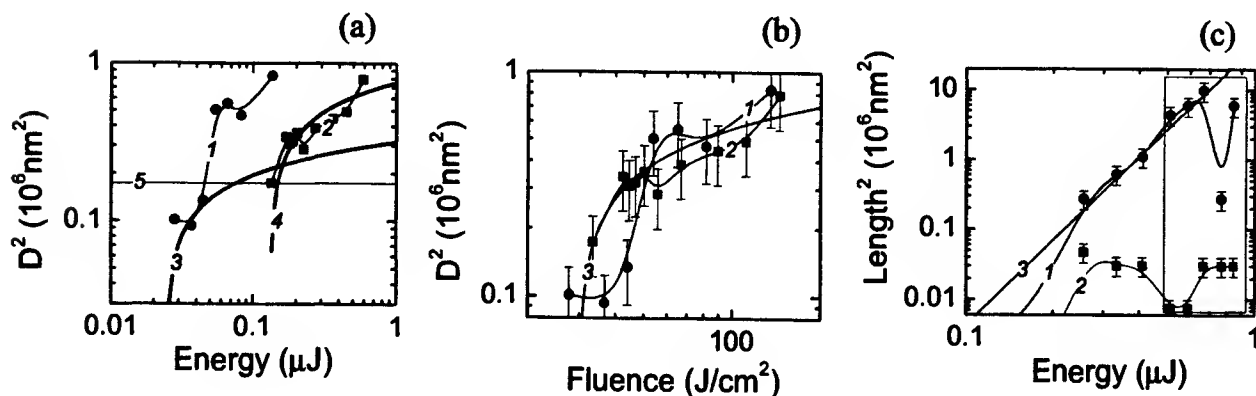 (a)
1
0.1
D² (10⁶nm²)
1
2
3
4
5
0.01
0.1
1
Energy (μJ)
(b)
1
0.1
D² (10⁶nm²)
1
2
3
100
Fluence (J/cm²)
(c)
10
1
0.1
0.01
Length² (10⁶nm²)
3
1
2
0.1
1
Energy (μJ)